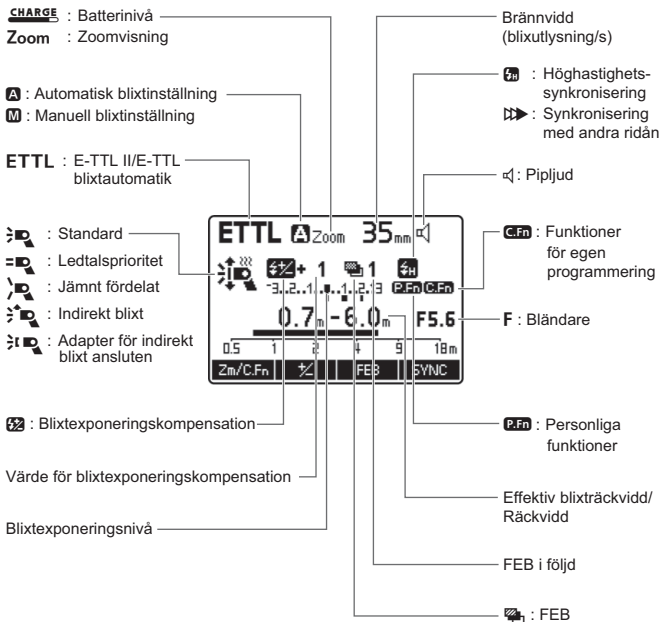 CHARGE : Batterinivå
Zoom : Zoomvisning
A : Automatisk blixtinställning
M : Manuell blixtinställning
ETTL : E-TTL II/E-TTL
blixtautomatik
: Standard
: Ledtalsprioritet
: Jämnt fördelat
: Indirekt blixt
: Adapter för indirekt
blixt ansluten
: Blixtexponeringskompensation
Värde för blixtexponeringskompensation
Blixtexponeringsnivå
ETTL A Zoom 35mm
+ 1 1 H
-3..2..1..0..1..2.+3 P.Fn C.Fn
0.7m - 6.0m F5.6
0.5 1 2 4 9 18m
Zm/C.Fn +/- FEB SYNC
Brännvidd
(blixutlysning/s)
H : Höghastighets-
synkronisering
: Synkronisering
med andra ridån
: Pipljud
C.Fn : Funktioner
för egen
programmering
F : Bländare
P.Fn : Personliga
funktioner
Effektiv blixträckvidd/
Räckvidd
FEB i följd
: FEB